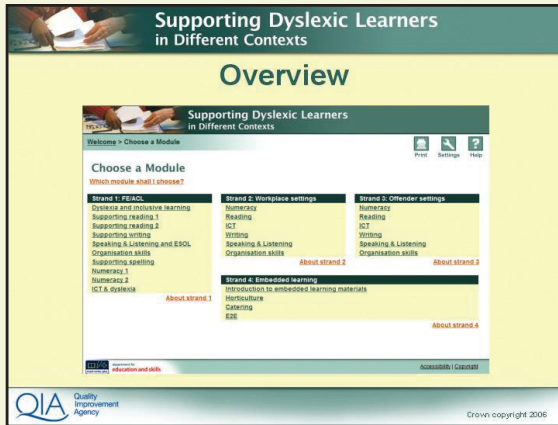 Supporting Dyslexic Learners
in Different Contexts
Overview
Supporting Dyslexic Learners
in Different Contexts
Welcome > Choose a Module
Print Settings Help
Choose a Module
Which module shall I choose?
Strand 1: FE/ACL
Dyslexia and inclusive learning
Supporting reading 1
Supporting reading 2
Supporting writing
Speaking & Listening and ESOL
Organisation skills
Supporting spelling
Numeracy 1
Numeracy 2
ICT & dyslexia
About strand 1
Strand 2: Workplace settings
Numeracy
Reading
ICT
Writing
Speaking & Listening
Organisation skills
About strand 2
Strand 3: Offender settings
Numeracy
Reading
ICT
Writing
Speaking & Listening
Organisation skills
About strand 3
Strand 4: Embedded learning
Introduction to embedded learning materials
Horticulture
Catering
E2E
About strand 4
department for
education and skills
Accessibility | Copyright
QIA
Quality
Improvement
Agency
Crown copyright 2006